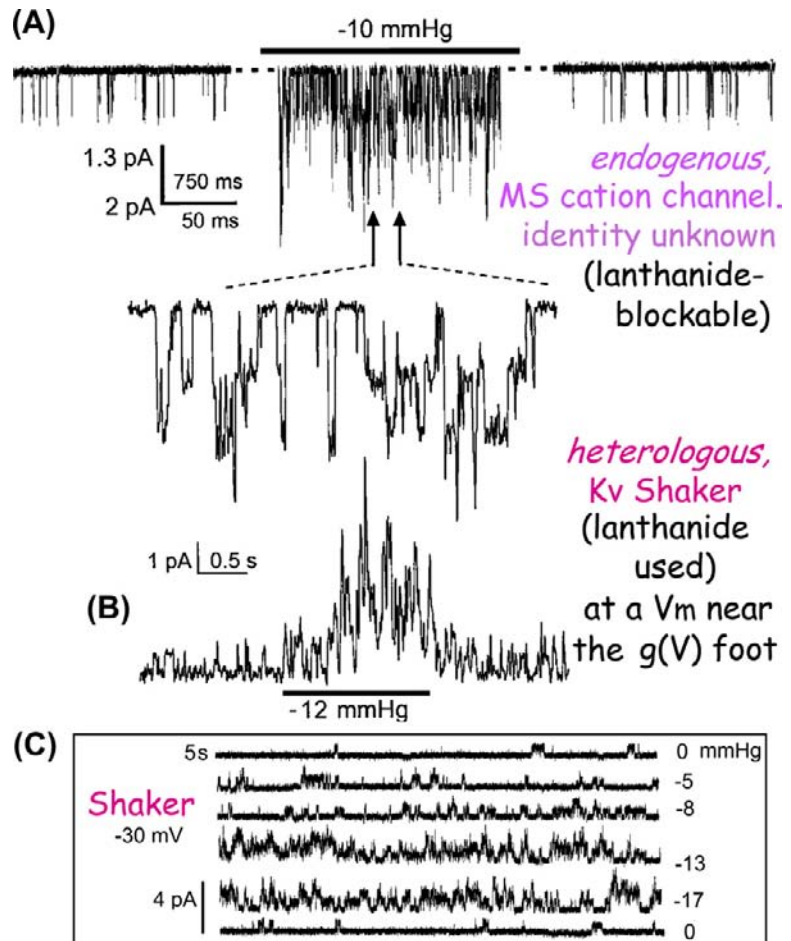 (A)
-10 mmHg
1.3 pA
750 ms
2 pA
50 ms
endogenous,
MS cation channel.
identity unknown
(lanthanide-
blockable)
heterologous,
Kv Shaker
(lanthanide
used)
at a Vm near
the g(V) foot
1 pA
0.5 s
(B)
-12 mmHg
(C)
5s
0 mmHg
-5
Shaker
-8
-30 mV
-13
4 pA
-17
0